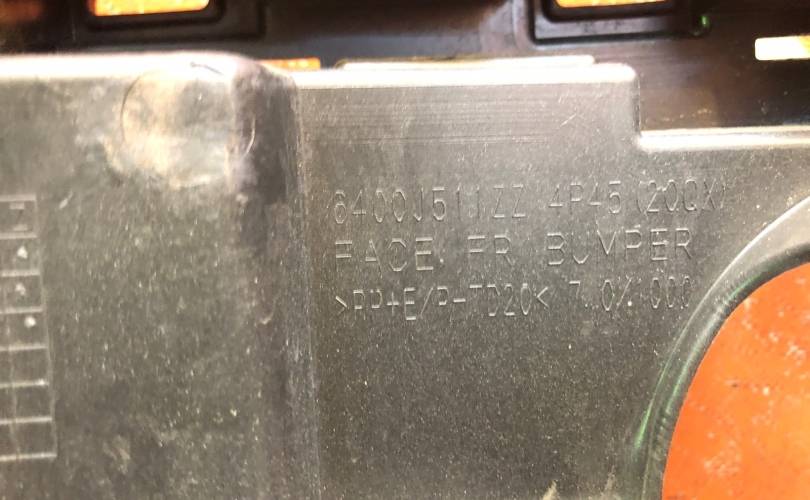 6400J511ZZ 4P45 (20QX)
FACE FR BUMPER
>PP+E/P-TD20< 7.0/1000